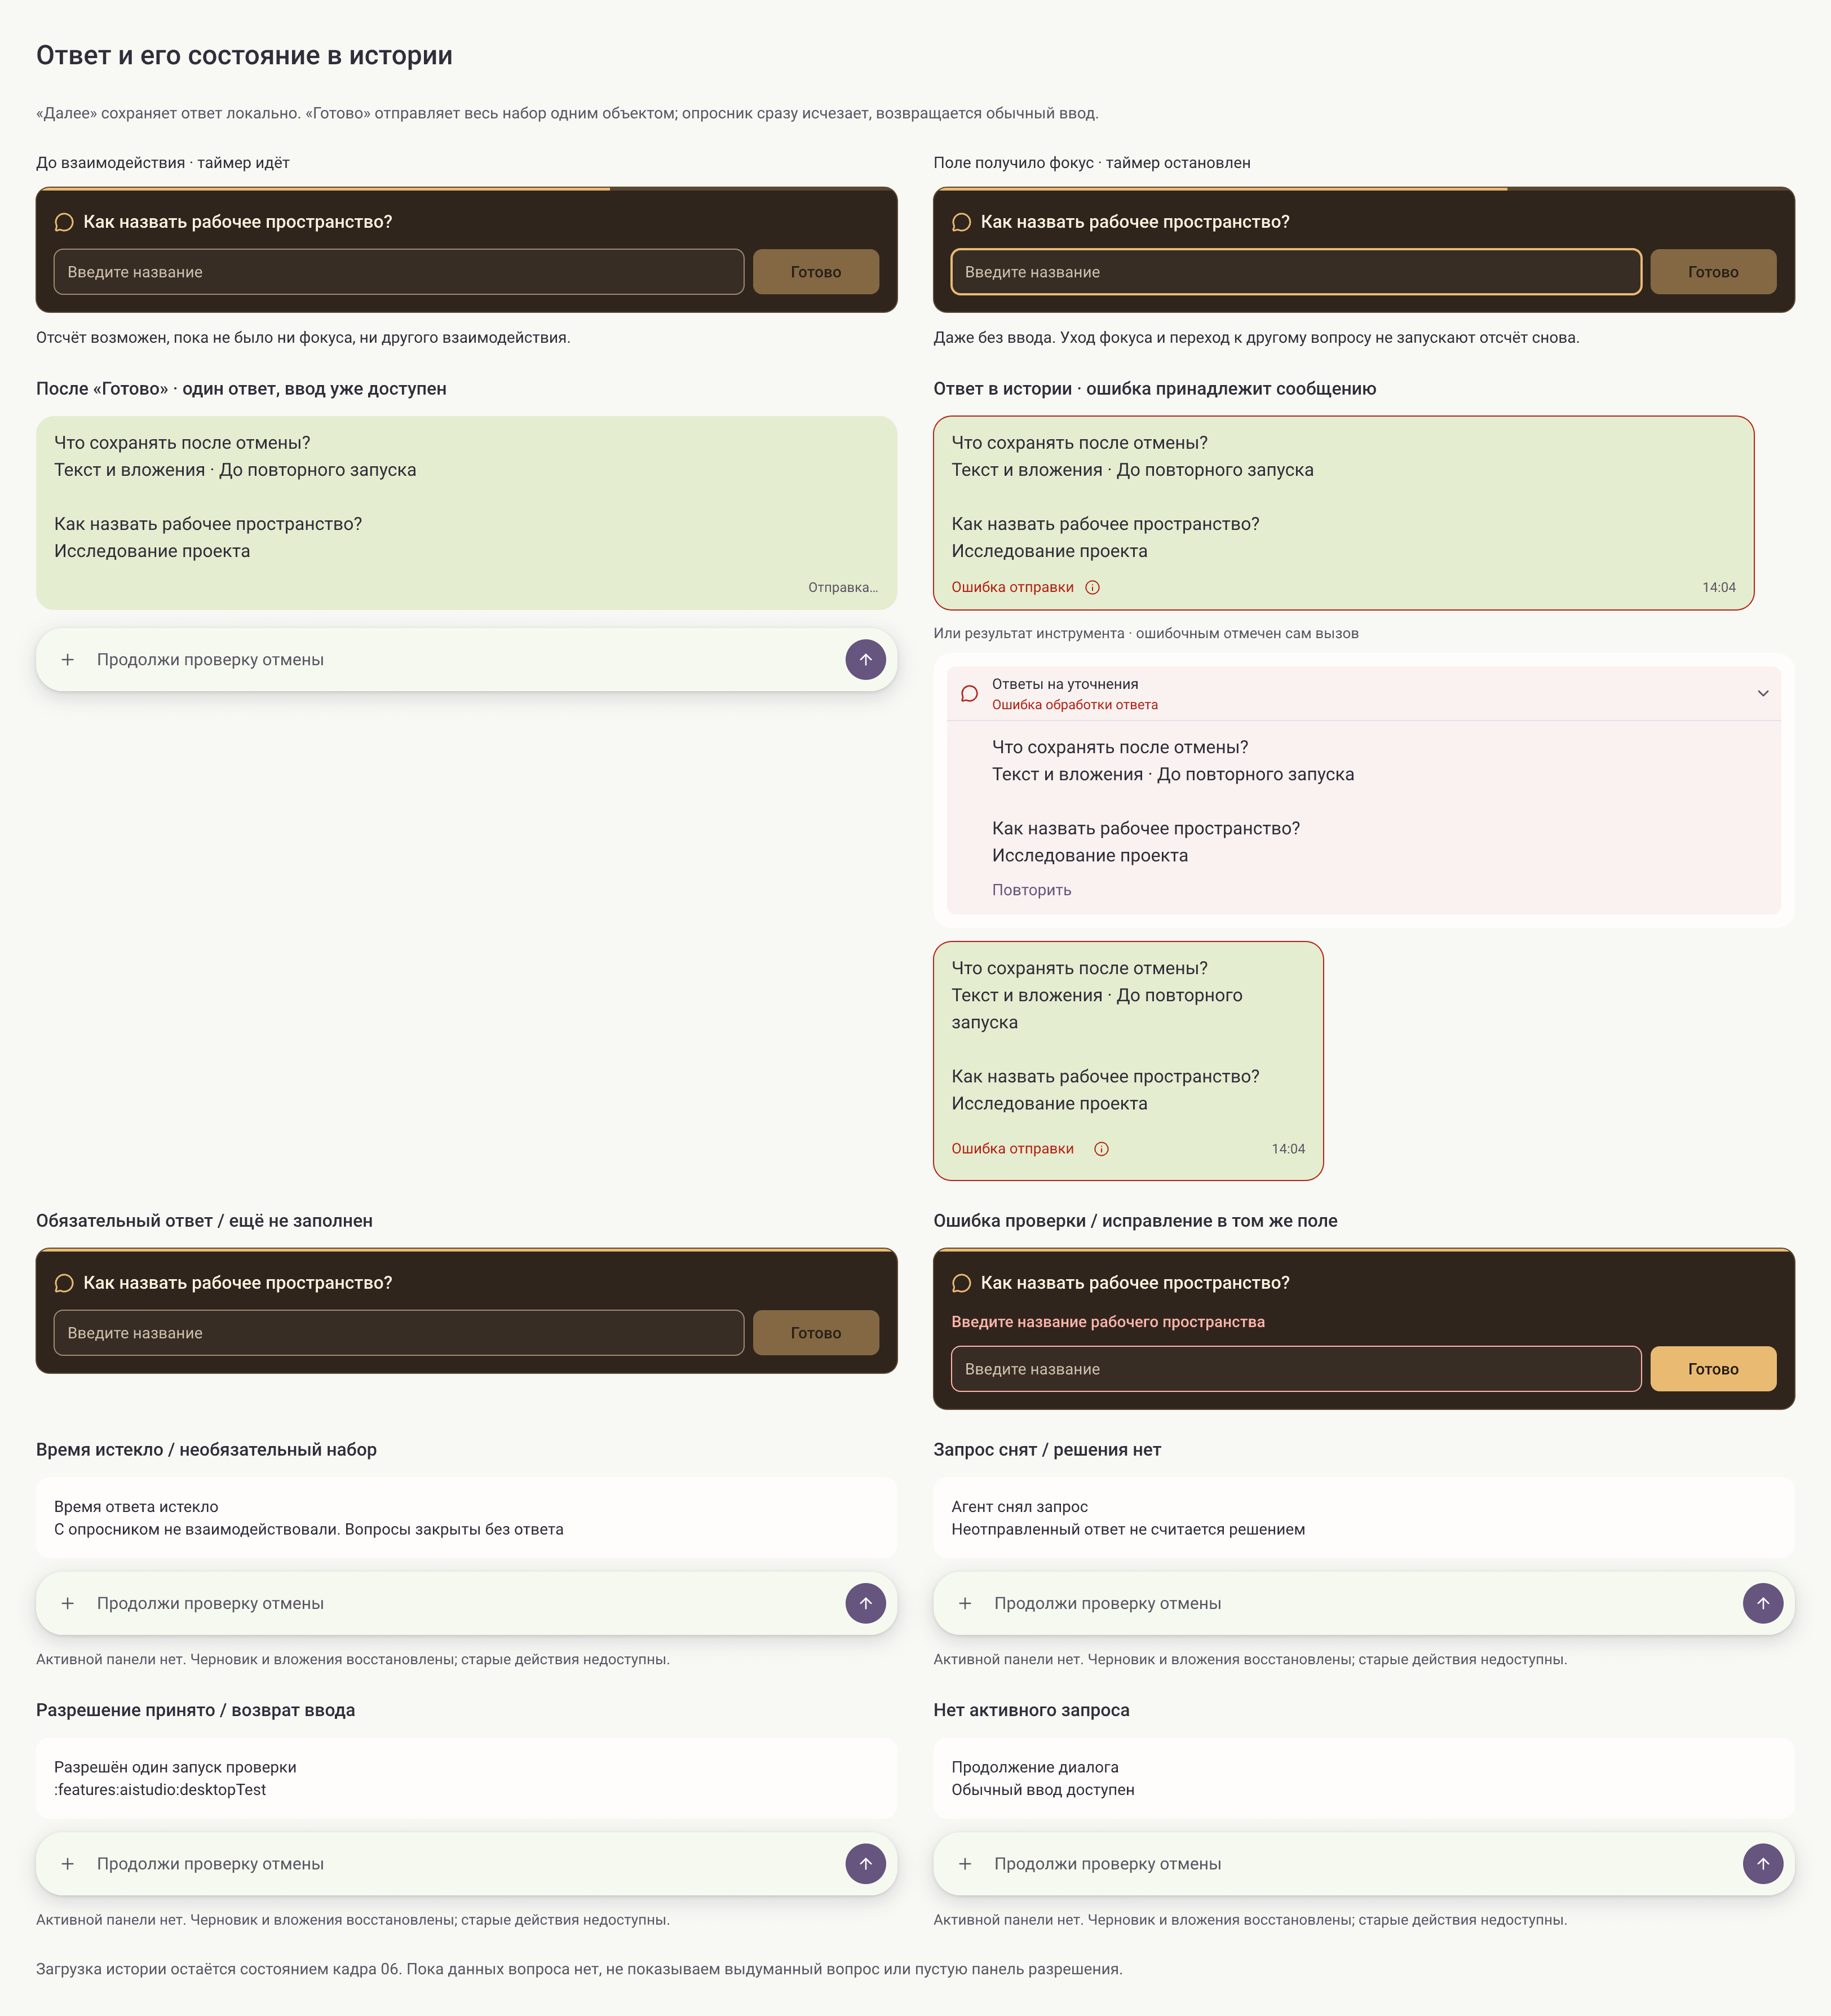 Ответ и его состояние в истории
«Далее» сохраняет ответ локально. «Готово» отправляет весь набор одним объектом; опросник сразу исчезает, возвращается обычный ввод.
До взаимодействия · таймер идёт
Как назвать рабочее пространство?
Введите название
Готово
Отсчёт возможен, пока не было ни фокуса, ни другого взаимодействия.
Поле получило фокус · таймер остановлен
Как назвать рабочее пространство?
Введите название
Готово
Даже без ввода. Уход фокуса и переход к другому вопросу не запускают отсчёт снова.
После «Готово» · один ответ, ввод уже доступен
Что сохранять после отмены?
Текст и вложения · До повторного запуска
Как назвать рабочее пространство?
Исследование проекта
Отправка…
Продолжи проверку отмены
Ответ в истории · ошибка принадлежит сообщению
Что сохранять после отмены?
Текст и вложения · До повторного запуска
Как назвать рабочее пространство?
Исследование проекта
Ошибка отправки
14:04
Или результат инструмента · ошибочным отмечен сам вызов
Ответы на уточнения
Ошибка обработки ответа
Что сохранять после отмены?
Текст и вложения · До повторного запуска
Как назвать рабочее пространство?
Исследование проекта
Повторить
Что сохранять после отмены?
Текст и вложения · До повторного
запуска
Как назвать рабочее пространство?
Исследование проекта
Ошибка отправки
14:04
Обязательный ответ / ещё не заполнен
Как назвать рабочее пространство?
Введите название
Готово
Ошибка проверки / исправление в том же поле
Как назвать рабочее пространство?
Введите название рабочего пространства
Введите название
Готово
Время истекло / необязательный набор
Время ответа истекло
С опросником не взаимодействовали. Вопросы закрыты без ответа
Продолжи проверку отмены
Активной панели нет. Черновик и вложения восстановлены; старые действия недоступны.
Запрос снят / решения нет
Агент снял запрос
Неотправленный ответ не считается решением
Продолжи проверку отмены
Активной панели нет. Черновик и вложения восстановлены; старые действия недоступны.
Разрешение принято / возврат ввода
Разрешён один запуск проверки
:features:aistudio:desktopTest
Продолжи проверку отмены
Активной панели нет. Черновик и вложения восстановлены; старые действия недоступны.
Нет активного запроса
Продолжение диалога
Обычный ввод доступен
Продолжи проверку отмены
Активной панели нет. Черновик и вложения восстановлены; старые действия недоступны.
Загрузка истории остаётся состоянием кадра 06. Пока данных вопроса нет, не показываем выдуманный вопрос или пустую панель разрешения.